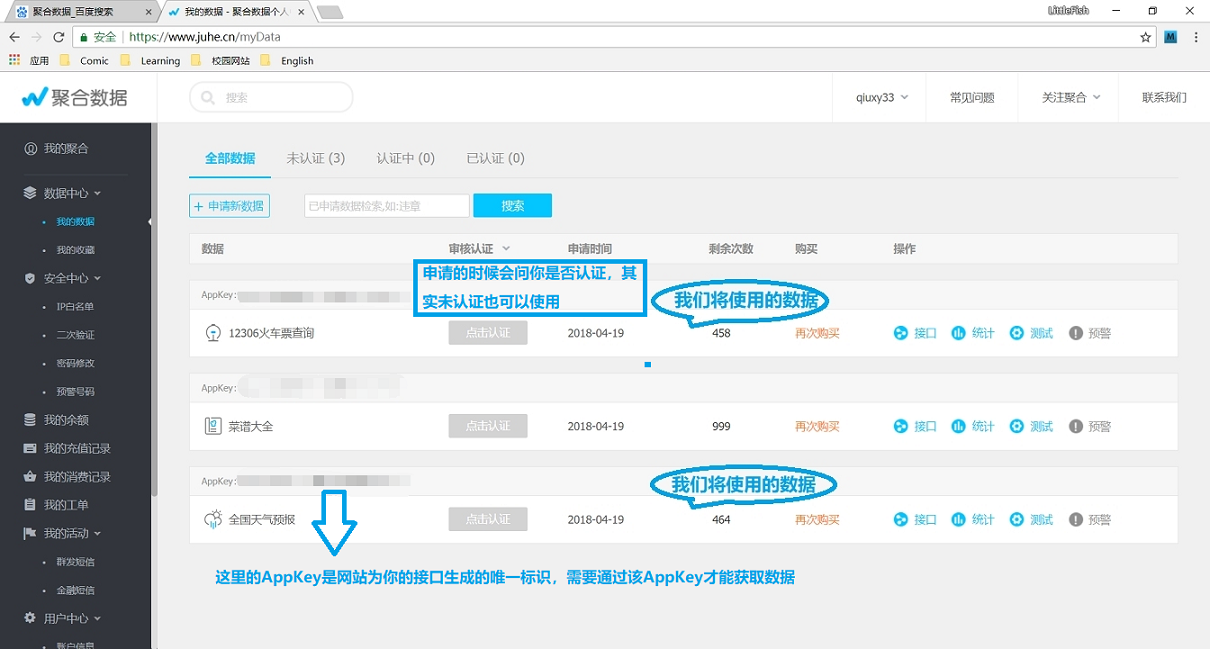 聚合数据_百度搜索
我的数据 - 聚合数据个人
LittleFish
安全 https://www.juhe.cn/myData
应用 Comic Learning 校园网站 English
聚合数据
搜索
qiuxy33
常见问题
关注聚合
联系我们
我的聚合
数据中心
我的数据
我的收藏
安全中心
IP白名单
二次验证
密码修改
预警号码
我的余额
我的充值记录
我的消费记录
我的工单
我的活动
群发短信
金融短信
用户中心
账户信息
全部数据 未认证 (3) 认证中 (0) 已认证 (0)
+ 申请新数据
已申请数据检索,如:违章
搜索
数据 审核认证 申请时间 剩余次数 购买 操作
申请的时候会问你是否认证，其
实未认证也可以使用
我们将使用的数据
AppKey:
12306火车票查询 点击认证 2018-04-19 458 再次购买 接口 统计 测试 预警
AppKey:
菜谱大全 点击认证 2018-04-19 999 再次购买 接口 统计 测试 预警
AppKey:
我们将使用的数据
全国天气预报 点击认证 2018-04-19 464 再次购买 接口 统计 测试 预警
这里的AppKey是网站为你的接口生成的唯一标识，需要通过该AppKey才能获取数据